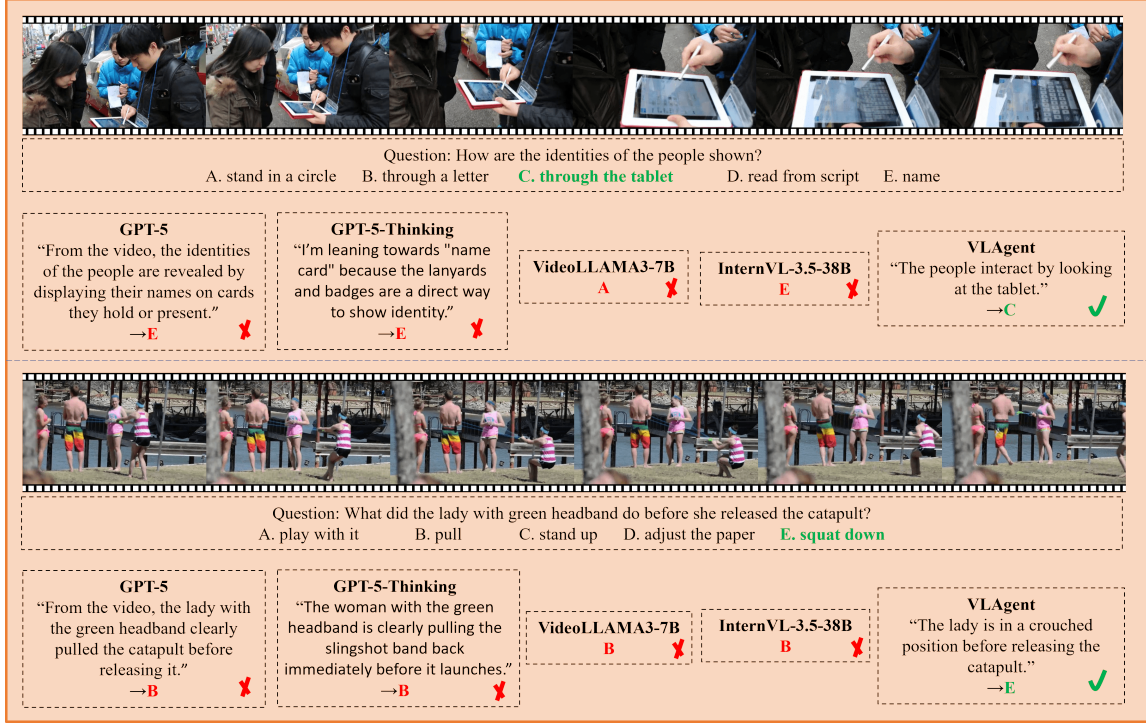 Question: How are the identities of the people shown?
A. stand in a circle B. through a letter C. through the tablet D. read from script E. name
GPT-5
“From the video, the identities
of the people are revealed by
displaying their names on cards
they hold or present.”
→E
GPT-5-Thinking
“I'm leaning towards "name
card" because the lanyards
and badges are a direct way
to show identity.”
→E
VideoLLAMA3-7B
A
InternVL-3.5-38B
E
VLAgent
“The people interact by looking
at the tablet.”
→C
Question: What did the lady with green headband do before she released the catapult?
A. play with it B. pull C. stand up D. adjust the paper E. squat down
GPT-5
“From the video, the lady with
the green headband clearly
pulled the catapult before
releasing it.”
→B
GPT-5-Thinking
“The woman with the green
headband is clearly pulling the
slingshot band back
immediately before it launches.”
→B
VideoLLAMA3-7B
B
InternVL-3.5-38B
B
VLAgent
“The lady is in a crouched
position before releasing the
catapult.”
→E